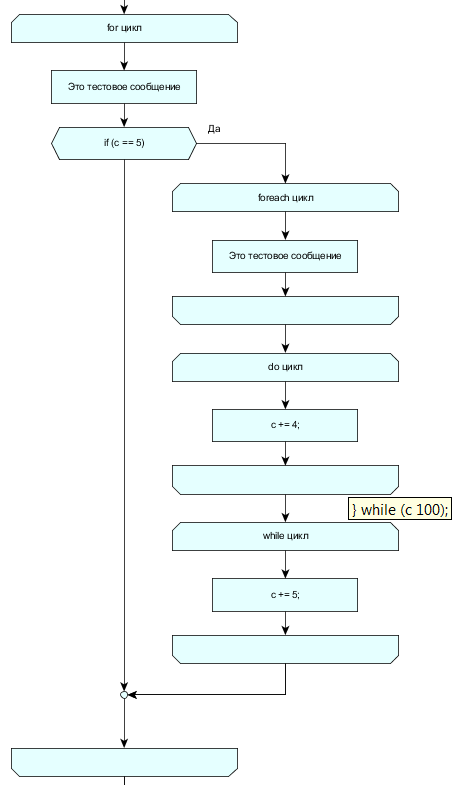 for цикл
Это тестовое сообщение
if (c == 5)
Да
foreach цикл
Это тестовое сообщение
do цикл
c += 4;
} while (c 100);
while цикл
c += 5;